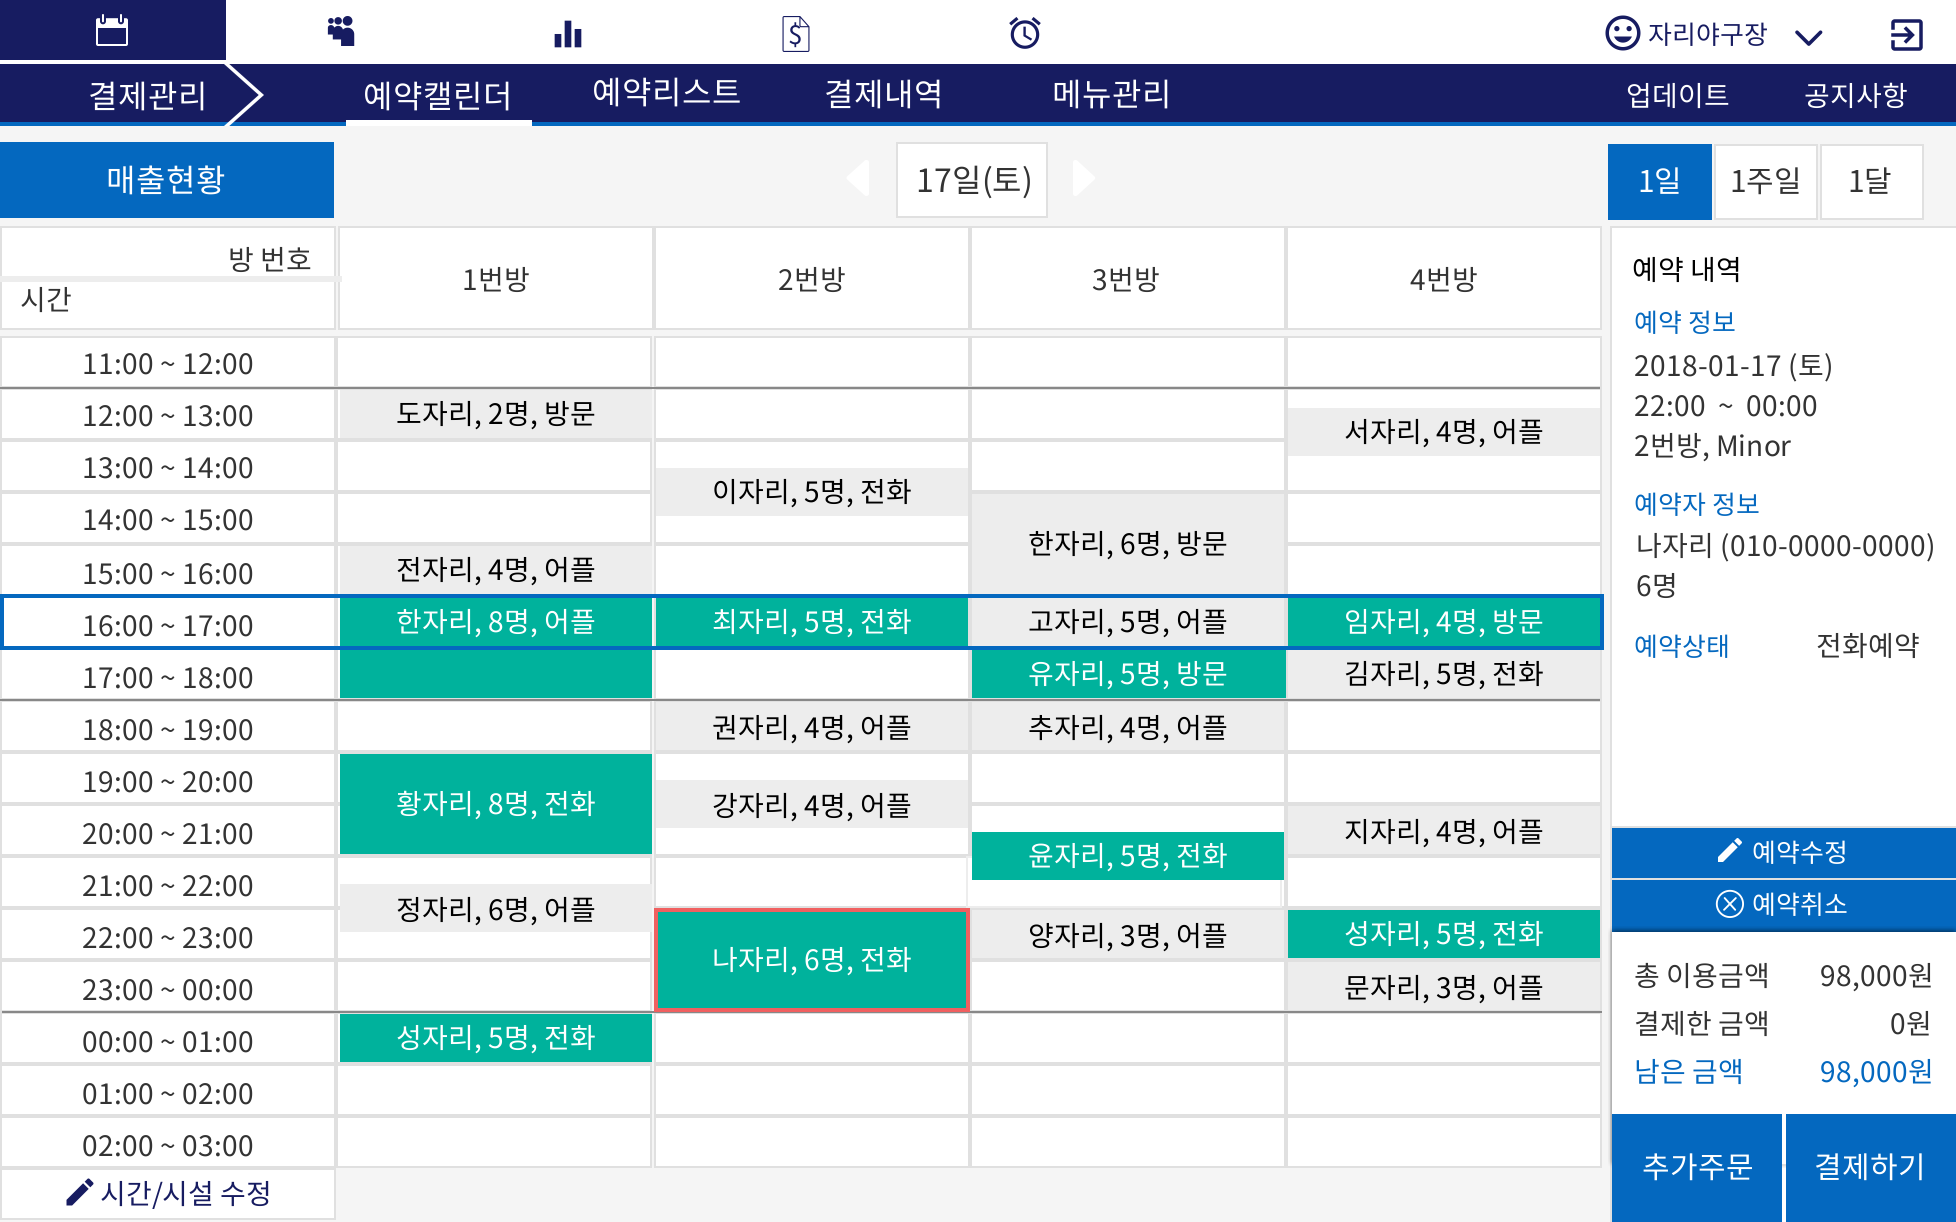 자리야구장
결제관리 예약캘린더 예약리스트 결제내역 메뉴관리 업데이트 공지사항
매출현황 17일(토) 1일 1주일 1달
방 번호
시간
1번방 2번방 3번방 4번방
11:00 ~ 12:00
12:00 ~ 13:00 도자리, 2명, 방문
서자리, 4명, 어플
13:00 ~ 14:00
이자리, 5명, 전화
14:00 ~ 15:00
한자리, 6명, 방문
15:00 ~ 16:00 전자리, 4명, 어플
16:00 ~ 17:00 한자리, 8명, 어플 최자리, 5명, 전화 고자리, 5명, 어플 임자리, 4명, 방문
17:00 ~ 18:00 유자리, 5명, 방문 김자리, 5명, 전화
18:00 ~ 19:00 권자리, 4명, 어플 추자리, 4명, 어플
19:00 ~ 20:00
황자리, 8명, 전화 강자리, 4명, 어플
20:00 ~ 21:00 지자리, 4명, 어플
윤자리, 5명, 전화
21:00 ~ 22:00
정자리, 6명, 어플
22:00 ~ 23:00 양자리, 3명, 어플 성자리, 5명, 전화
나자리, 6명, 전화
23:00 ~ 00:00 문자리, 3명, 어플
00:00 ~ 01:00 성자리, 5명, 전화
01:00 ~ 02:00
02:00 ~ 03:00
시간/시설 수정
예약 내역
예약 정보
2018-01-17 (토)
22:00 ~ 00:00
2번방, Minor
예약자 정보
나자리 (010-0000-0000)
6명
예약상태 전화예약
예약수정
예약취소
총 이용금액 98,000원
결제한 금액 0원
남은 금액 98,000원
추가주문 결제하기